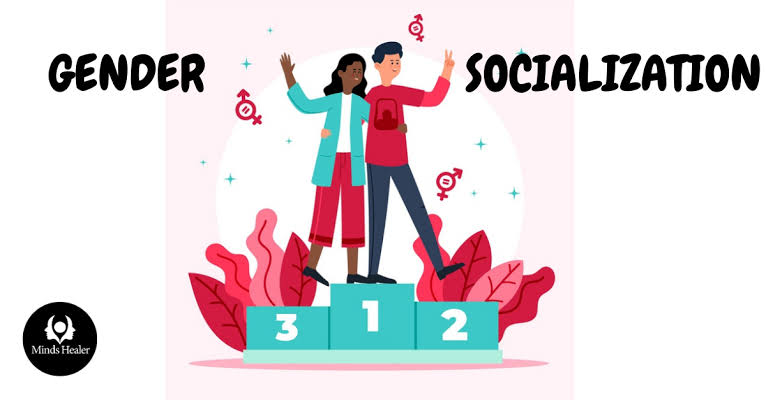 GENDER
SOCIALIZATION
3
1
2
Minds Healer